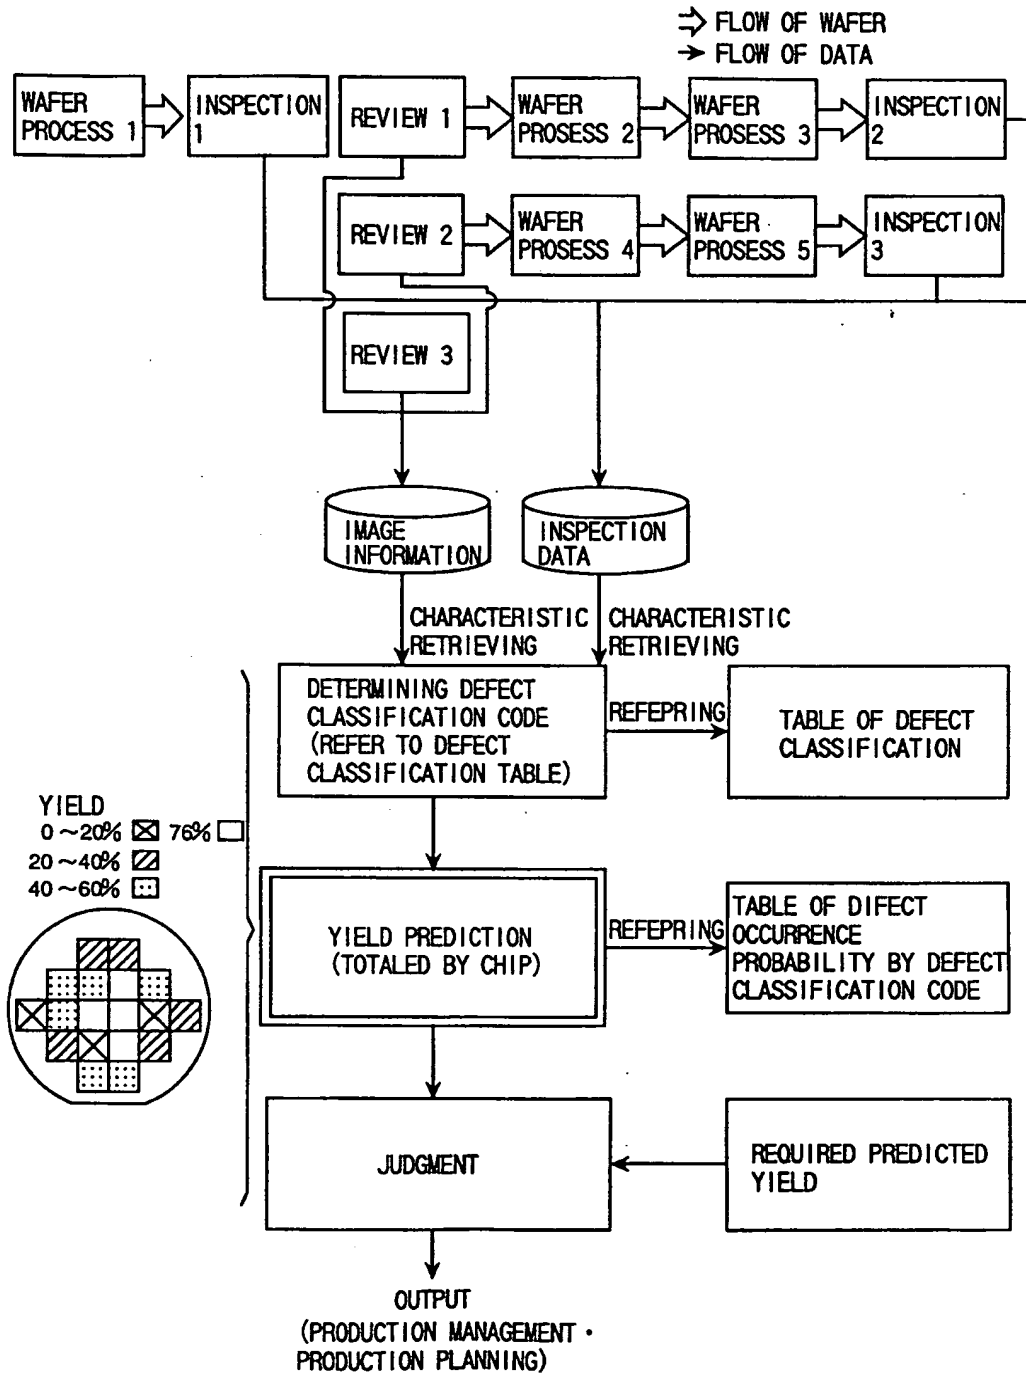 FLOW OF WAFER
FLOW OF DATA
WAFER
PROCESS 1
INSPECTION
1
REVIEW 1
WAFER
PROSESS 2
WAFER
PROSESS 3
INSPECTION
2
REVIEW 2
WAFER
PROSESS 4
WAFER
PROSESS 5
INSPECTION
3
REVIEW 3
IMAGE
INFORMATION
INSPECTION
DATA
CHARACTERISTIC
RETRIEVING
CHARACTERISTIC
RETRIEVING
DETERMINING DEFECT
CLASSIFICATION CODE
(REFER TO DEFECT
CLASSIFICATION TABLE)
REFEPRING
TABLE OF DEFECT
CLASSIFICATION
YIELD
0~20% 76%
20~40%
40~60%
YIELD PREDICTION
(TOTALED BY CHIP)
REFEPRING
TABLE OF DIFECT
OCCURRENCE
PROBABILITY BY DEFECT
CLASSIFICATION CODE
JUDGMENT
REQUIRED PREDICTED
YIELD
OUTPUT
(PRODUCTION MANAGEMENT・
PRODUCTION PLANNING)